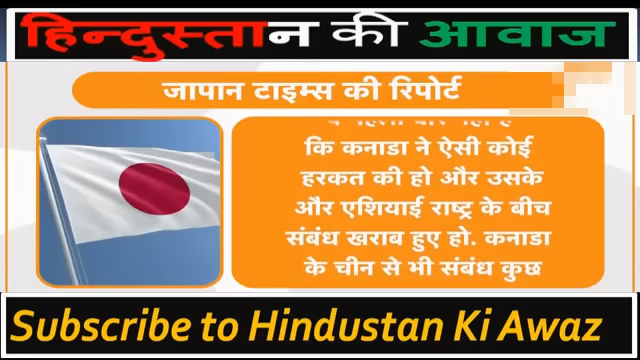 हिन्दुस्तान की आवाज
जापान टाइम्स की रिपोर्ट
कि कनाडा ने ऐसी कोई
हरकत की हो और उसके
और एशियाई राष्ट्र के बीच
संबंध खराब हुए हो. कनाडा
के चीन से भी संबंध कुछ
Subscribe to Hindustan Ki Awaz